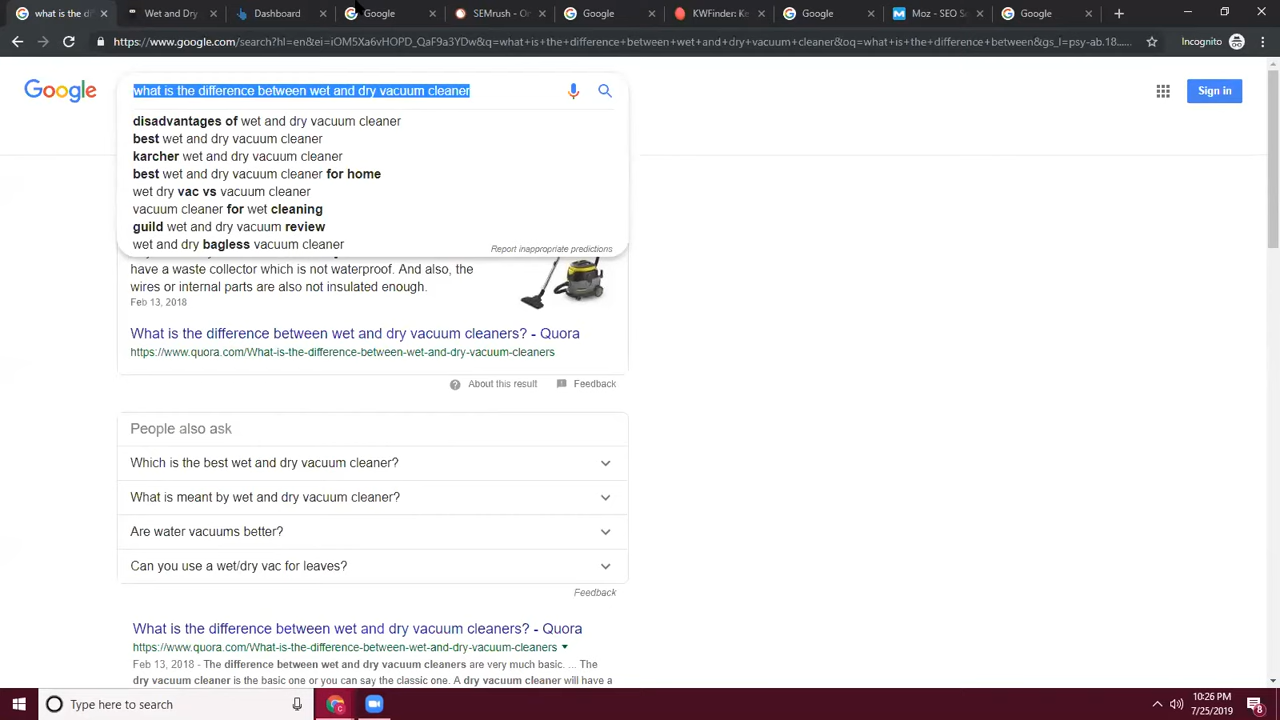 what is the di
Wet and Dry
Dashboard
Google
SEMrush - On
Google
KWFinder: Ke
Google
Moz - SEO S
Google
https://www.google.com/search?hl=en&ei=iOM5Xa6vHOPD_QaF9a3YDw&q=what+is+the+difference+between+wet+and+dry+vacuum+cleaner&oq=what+is+the+difference+between&gs_l=psy-ab.18....
Incognito
Google
what is the difference between wet and dry vacuum cleaner
Sign in
disadvantages of wet and dry vacuum cleaner
best wet and dry vacuum cleaner
karcher wet and dry vacuum cleaner
best wet and dry vacuum cleaner for home
wet dry vac vs vacuum cleaner
vacuum cleaner for wet cleaning
guild wet and dry vacuum review
wet and dry bagless vacuum cleaner
Report inappropriate predictions
have a waste collector which is not waterproof. And also, the
wires or internal parts are also not insulated enough.
Feb 13, 2018
What is the difference between wet and dry vacuum cleaners? - Quora
https://www.quora.com/What-is-the-difference-between-wet-and-dry-vacuum-cleaners
About this result
Feedback
People also ask
Which is the best wet and dry vacuum cleaner?
What is meant by wet and dry vacuum cleaner?
Are water vacuums better?
Can you use a wet/dry vac for leaves?
Feedback
What is the difference between wet and dry vacuum cleaners? - Quora
https://www.quora.com/What-is-the-difference-between-wet-and-dry-vacuum-cleaners
Feb 13, 2018 - The difference between wet and dry vacuum cleaners are very much basic. ... The
dry vacuum cleaner is the basic one or you can say the classic one. A dry vacuum cleaner will have a
Type here to search
10:26 PM
7/25/2019
8